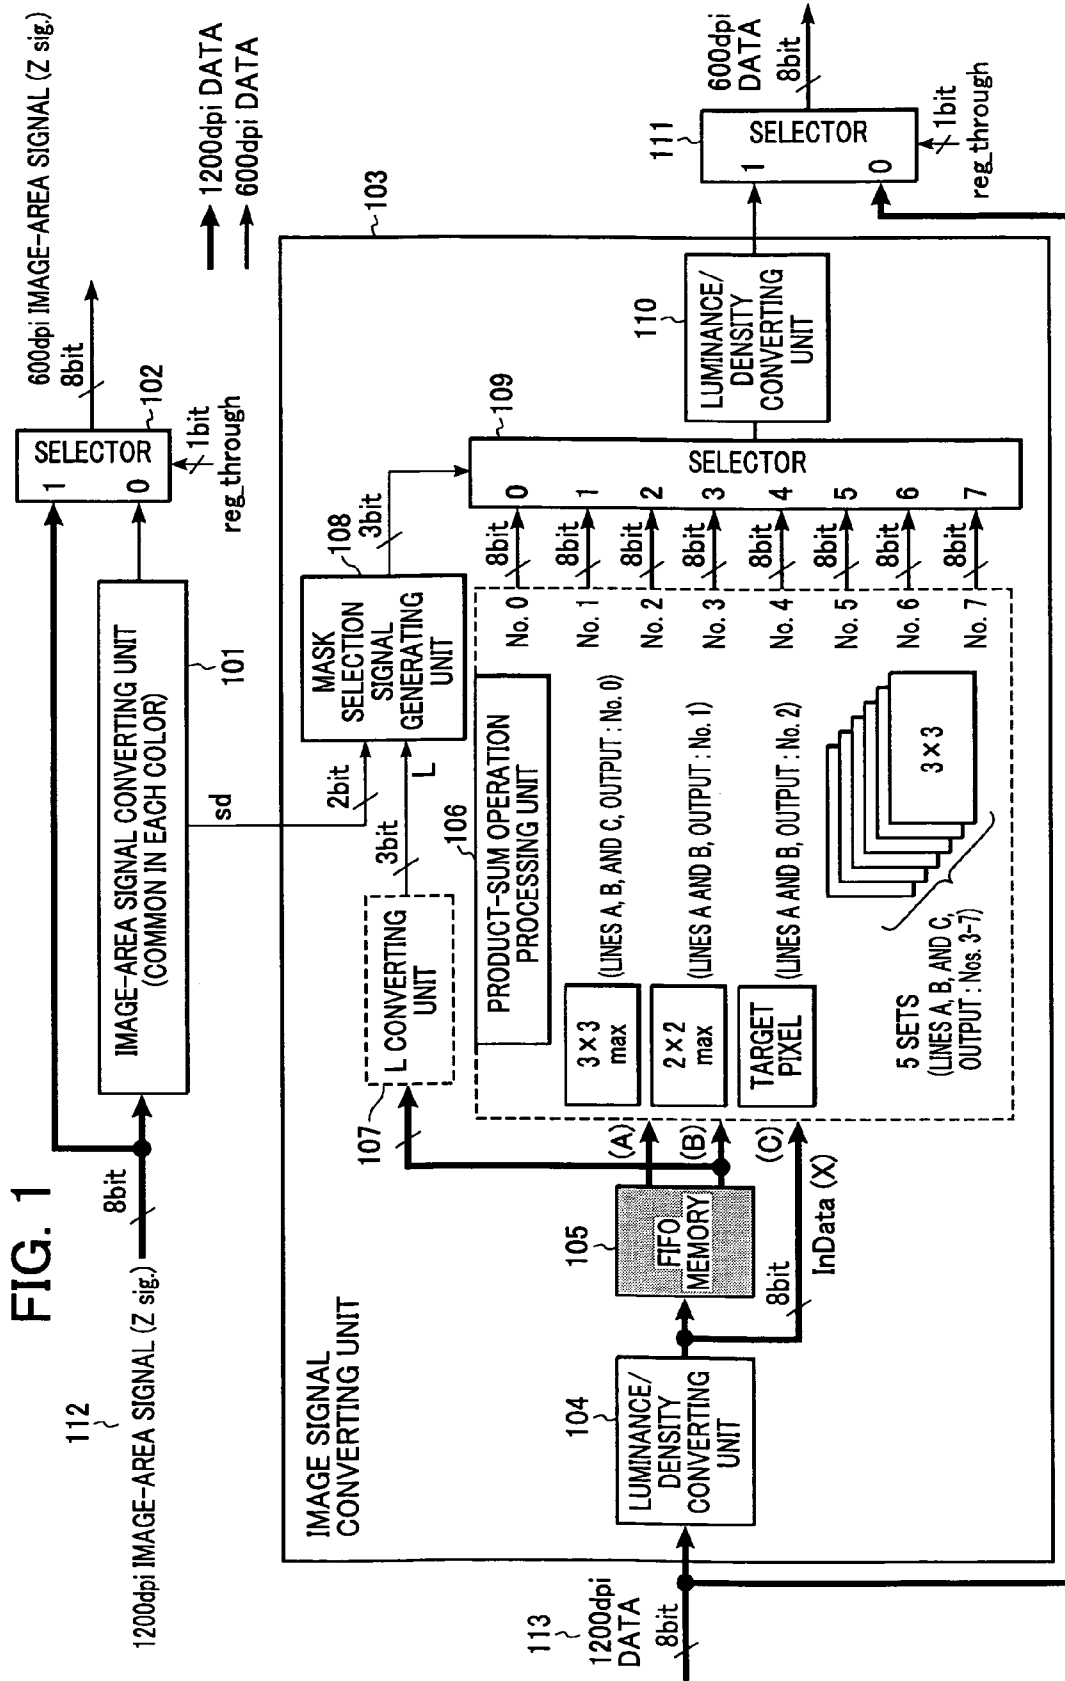 FIG. 1
112
1200dpi IMAGE-AREA SIGNAL (Z sig.)
8bit
IMAGE-AREA SIGNAL CONVERTING UNIT
(COMMON IN EACH COLOR)
101
sd
1
0
SELECTOR
102
1bit
reg_through
8bit
600dpi IMAGE-AREA SIGNAL (Z sig.)
1200dpi DATA
600dpi DATA
IMAGE SIGNAL
CONVERTING UNIT
103
113
1200dpi
DATA
8bit
104
LUMINANCE/
DENSITY
CONVERTING
UNIT
105
FIFO
MEMORY
8bit
InData (X)
(A)
(B)
(C)
107
L CONVERTING
UNIT
3bit
L
2bit
108
MASK
SELECTION
SIGNAL
GENERATING
UNIT
3bit
106
PRODUCT-SUM OPERATION
PROCESSING UNIT
3×3
max
(LINES A, B, AND C, OUTPUT : No. 0)
2×2
max
(LINES A AND B, OUTPUT : No. 1)
TARGET
PIXEL
(LINES A AND B, OUTPUT : No. 2)
5 SETS
(LINES A, B, AND C,
OUTPUT : Nos. 3-7)
3×3
No. 0
8bit
0
No. 1
8bit
1
No. 2
8bit
2
No. 3
8bit
3
No. 4
8bit
4
No. 5
8bit
5
No. 6
8bit
6
No. 7
8bit
7
SELECTOR
109
110
LUMINANCE/
DENSITY
CONVERTING
UNIT
111
1
0
SELECTOR
1bit
reg_through
600dpi
DATA
8bit